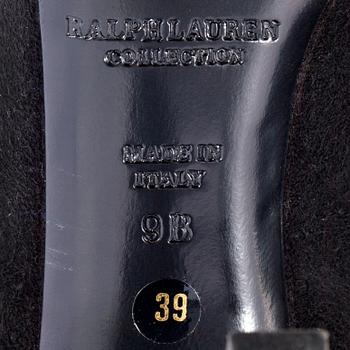 RALPH LAUREN
COLLECTION
MADE IN
ITALY
9B
39